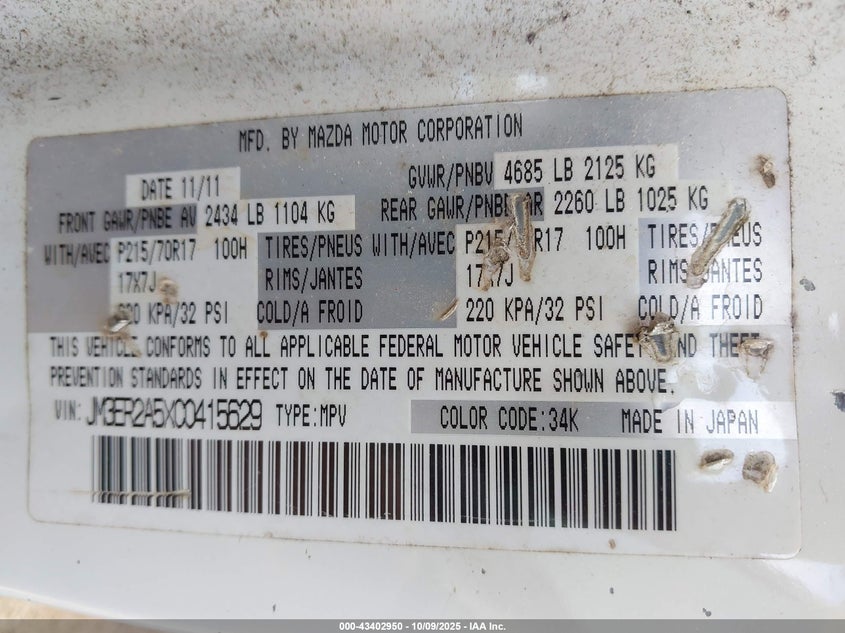 MFD. BY MAZDA MOTOR CORPORATION
DATE 11/11 GVWR/PNBV 4685 LB 2125 KG
FRONT GAWR/PNBE AV 2434 LB 1104 KG REAR GAWR/PNBE AR 2260 LB 1025 KG
WITH/AVEC P215/70R17 100H TIRES/PNEUS WITH/AVEC P215/70R17 100H TIRES/PNEUS
17X7J RIMS/JANTES 17X7J RIMS/JANTES
220 KPA/32 PSI COLD/A FROID 220 KPA/32 PSI COLD/A FROID
THIS VEHICLE CONFORMS TO ALL APPLICABLE FEDERAL MOTOR VEHICLE SAFETY AND THEFT
PREVENTION STANDARDS IN EFFECT ON THE DATE OF MANUFACTURE SHOWN ABOVE.
VIN: JM3ER2A5XC0415629 TYPE:MPV COLOR CODE:34K MADE IN JAPAN
000-43402950 - 10/09/2025 - IAA Inc.